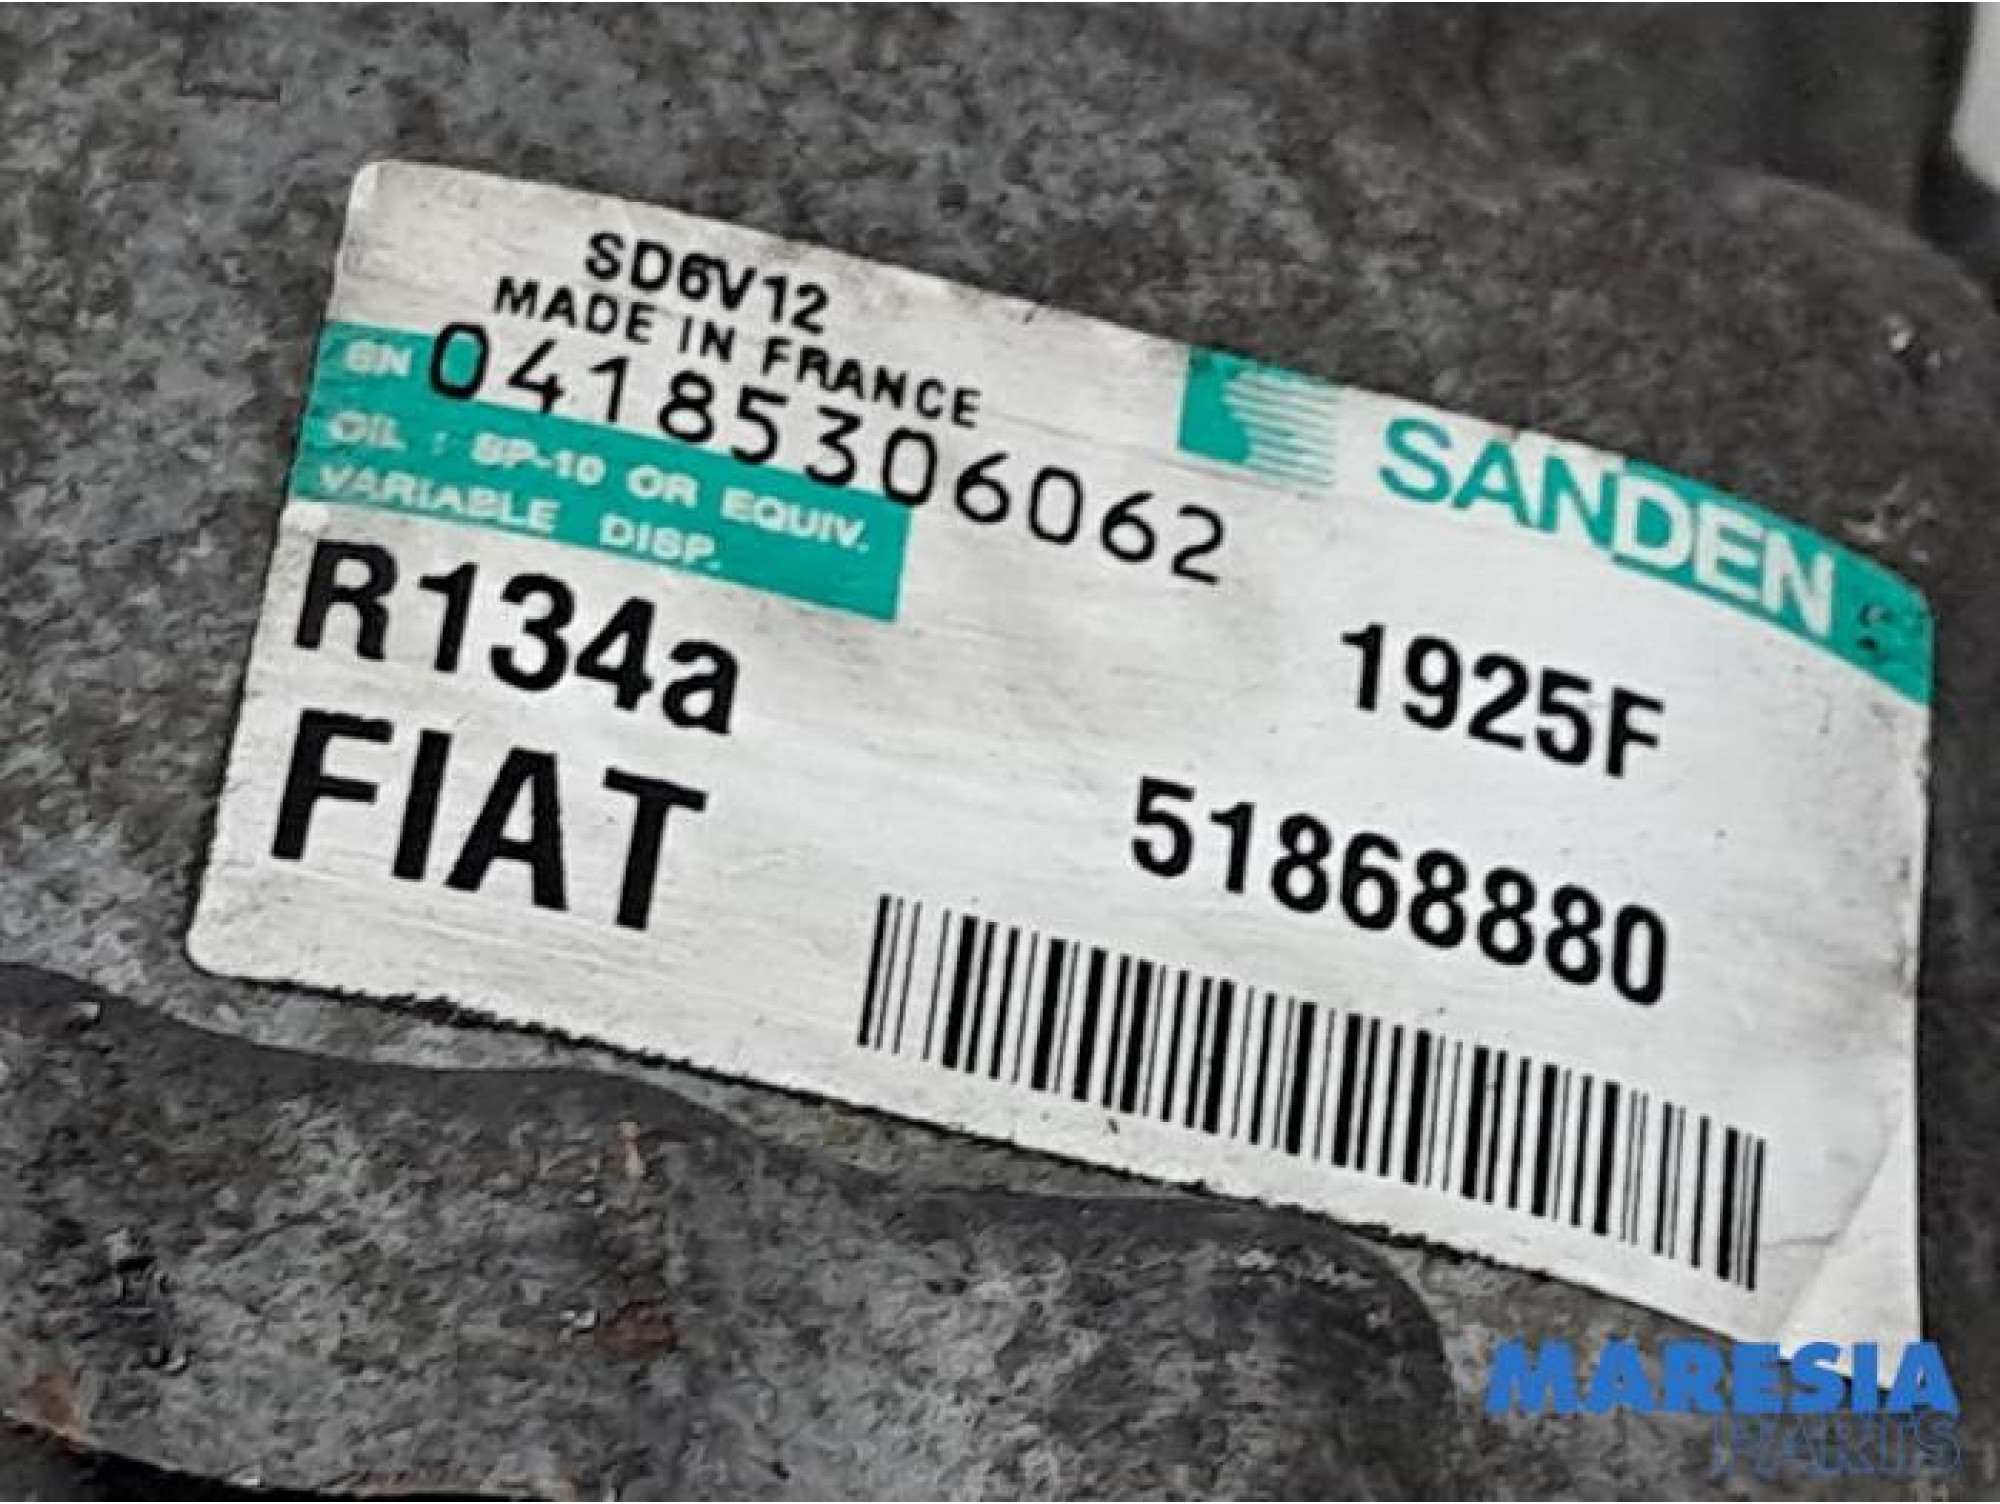 SD6V12
MADE IN FRANCE
SN 04185306062
OIL : SP-10 OR EQUIV.
VARIABLE DISP.
SANDEN
R134a
1925F
FIAT
51868880
MARESIA
PARTS